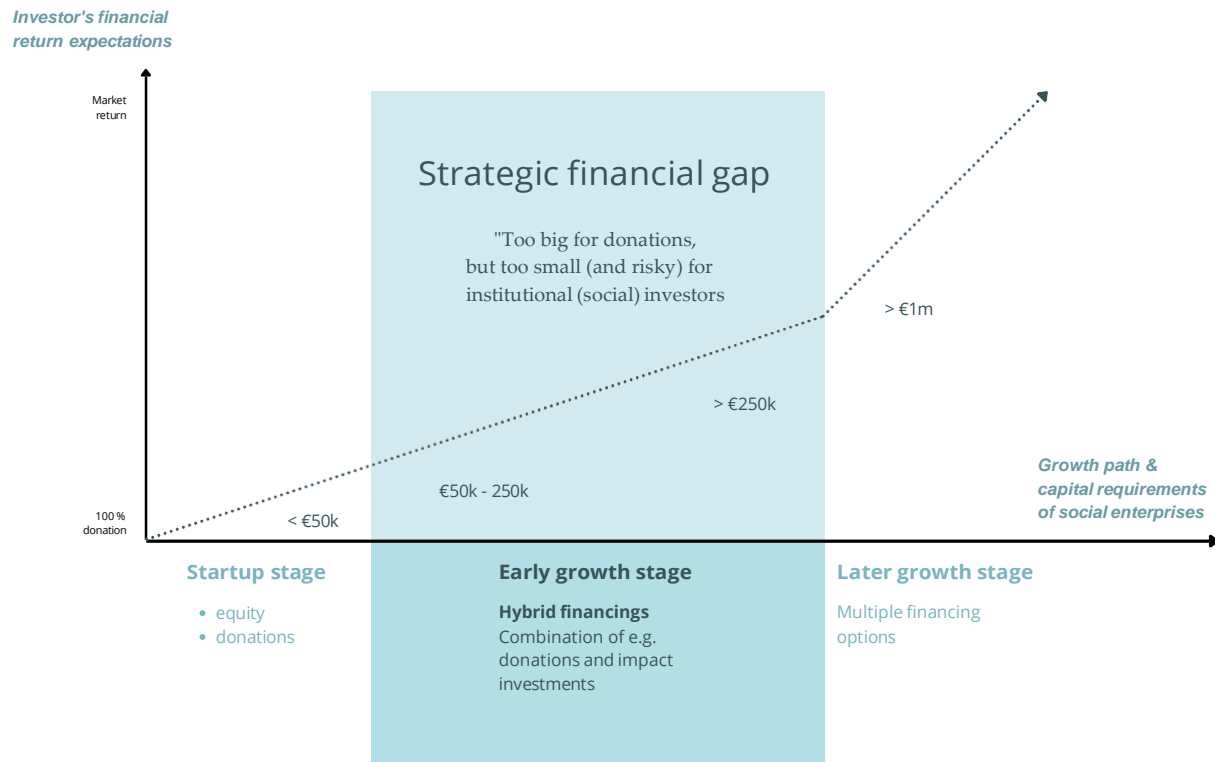 Investor's financial
return expectations
Market
return
Strategic financial gap
"Too big for donations,
but too small (and risky) for
institutional (social) investors
> €1m
> €250k
€50k - 250k
< €50k
100 %
donation
Growth path &
capital requirements
of social enterprises
Startup stage
• equity
• donations
Early growth stage
Hybrid financings
Combination of e.g.
donations and impact
investments
Later growth stage
Multiple financing
options